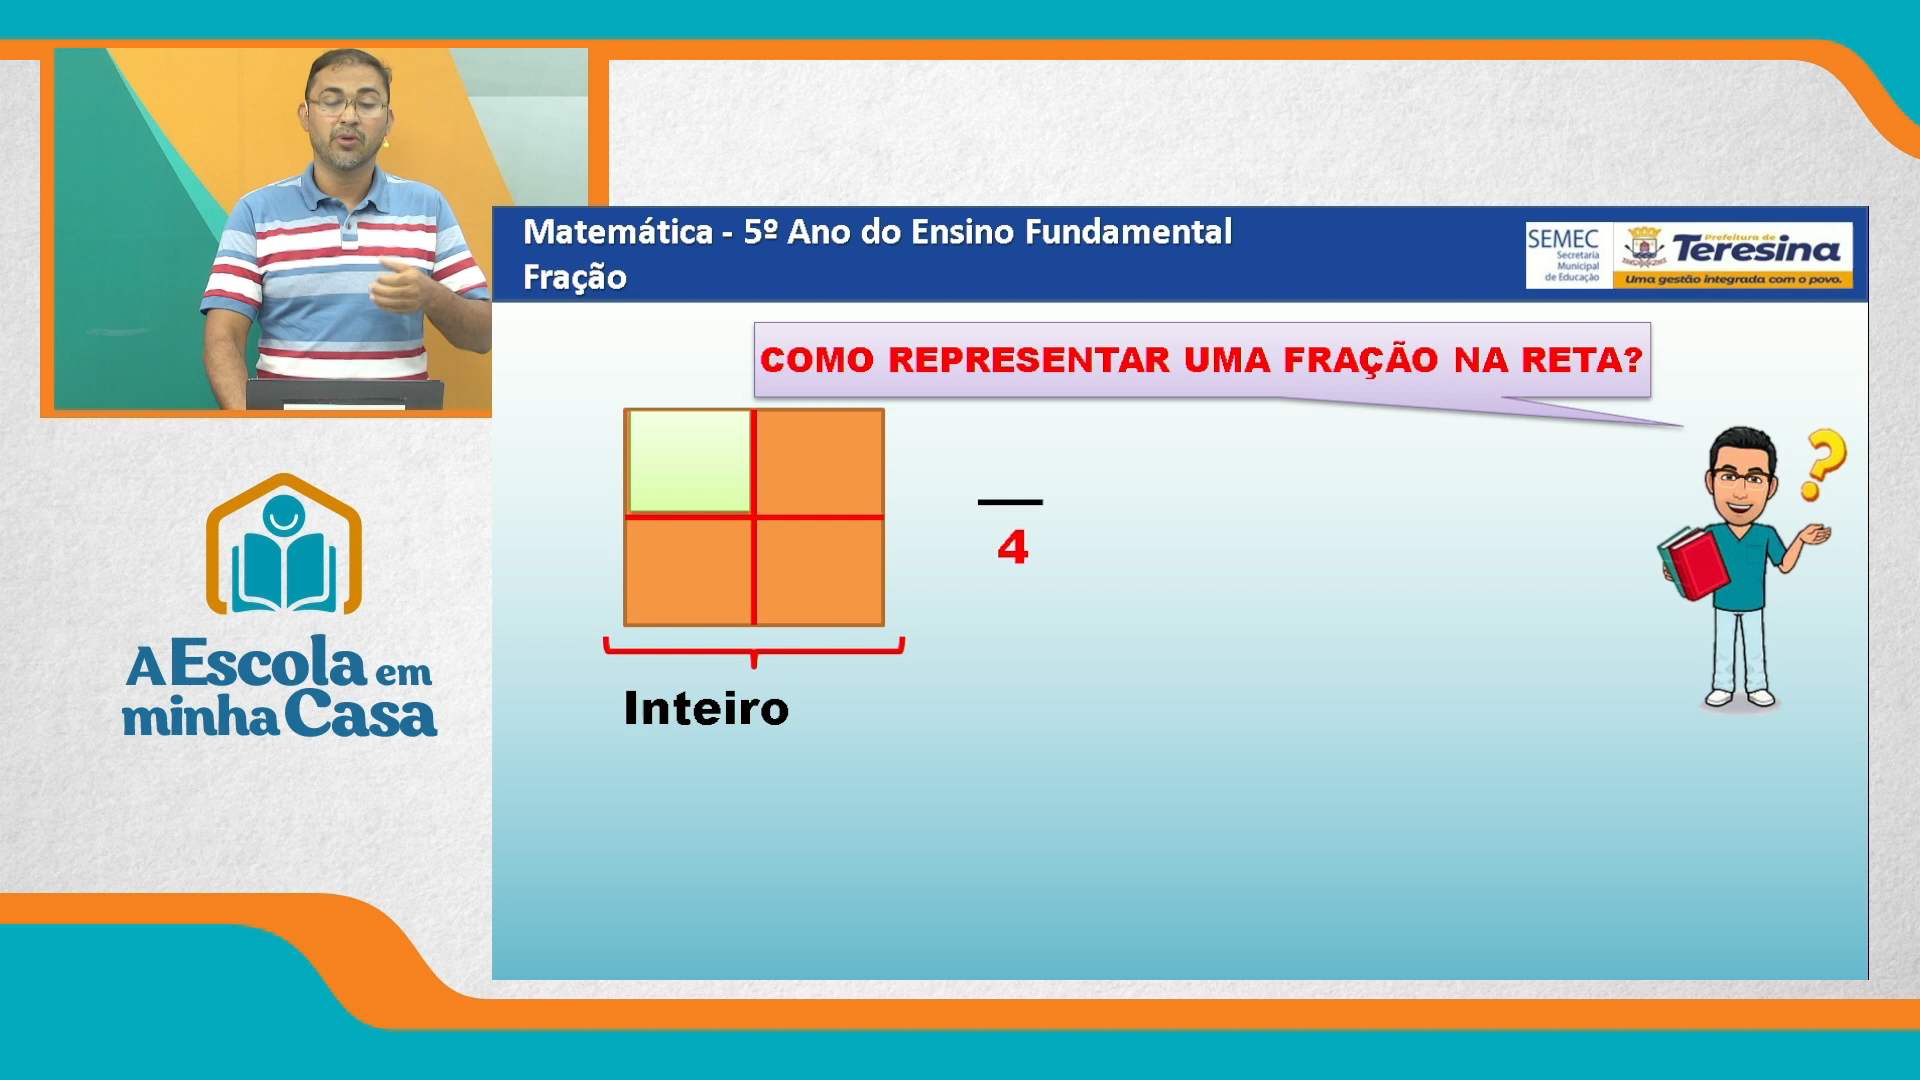 Matemática - 5º Ano do Ensino Fundamental
Fração
SEMEC
Secretaria
Municipal
de Educação
Prefeitura de
Teresina
Uma gestão integrada com o povo.
COMO REPRESENTAR UMA FRAÇÃO NA RETA?
?
4
Inteiro
A Escola em
minha Casa